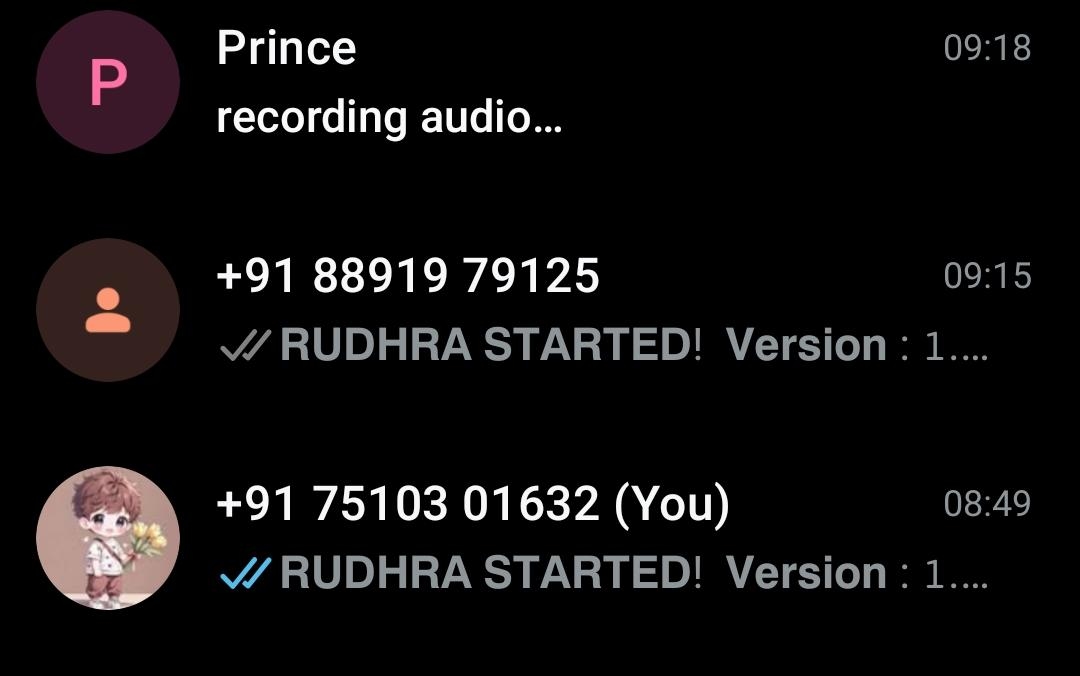 P
Prince
09:18
recording audio...
+91 88919 79125
09:15
RUDHRA STARTED! Version : 1....
+91 75103 01632 (You)
08:49
RUDHRA STARTED! Version : 1....